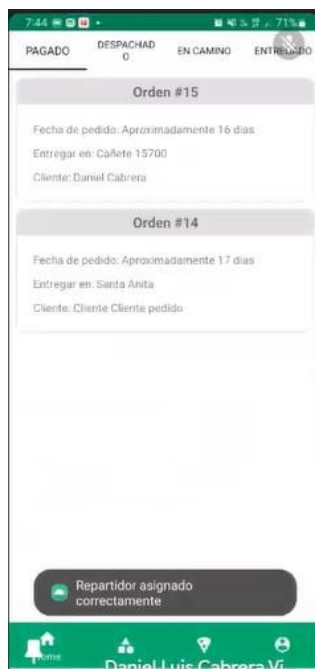 7:44
71%
PAGADO
DESPACHAD
O
EN CAMINO
ENTREGADO
Orden #15
Fecha de pedido: Aproximadamente 16 dias
Entregar en: Cañete 15700
Cliente: Daniel Cabrera
Orden #14
Fecha de pedido: Aproximadamente 17 dias
Entregar en: Santa Anita
Cliente: Cliente Cliente pedido
Repartidor asignado
correctamente
Home
Daniel Luis Cabrera Vi